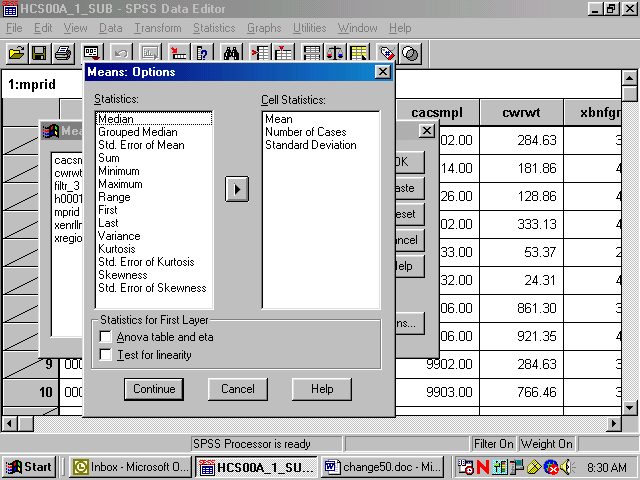 HCS00A_1_SUB - SPSS Data Editor
File Edit View Data Transform Statistics Graphs Utilities Window Help
1:mprid
cacsmpl cwrwt xbnfgr
Means: Options
Statistics:
Median
Grouped Median
Std. Error of Mean
Sum
Minimum
Maximum
Range
First
Last
Variance
Kurtosis
Std. Error of Kurtosis
Skewness
Std. Error of Skewness
Cell Statistics:
Mean
Number of Cases
Standard Deviation
Statistics for First Layer
Anova table and eta
Test for linearity
Continue Cancel Help
Mea
cacsm
cwrwt
filtr_3
h0001
mprid
xenrllr
xregio
OK
aste
eset
ancel
elp
ns...
02.00 284.63 3
14.00 181.86 4
26.00 128.86 4
02.00 333.13 4
33.00 53.37 2
32.00 24.31 4
06.00 861.30 3
06.00 921.35 4
9 000 9902.00 284.63 3
10 000 9903.00 766.46 3
SPSS Processor is ready Filter On Weight On
Start Inbox - Microsoft O... HCS00A_1_SU... change50.doc - Mi... 8:30 AM